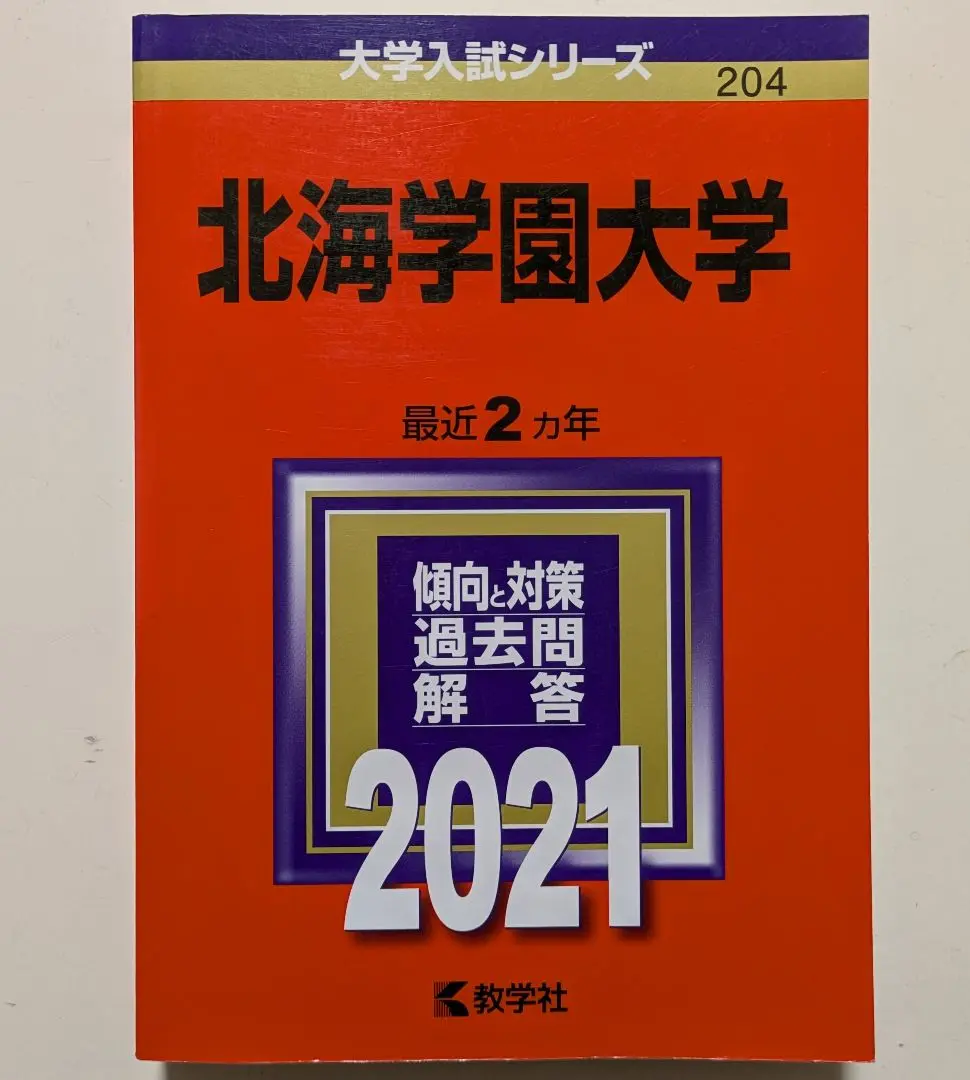 大学入試シリーズ
204
北海学園大学
最近2ヵ年
傾向と対策
過去問
解答
2021
教学社